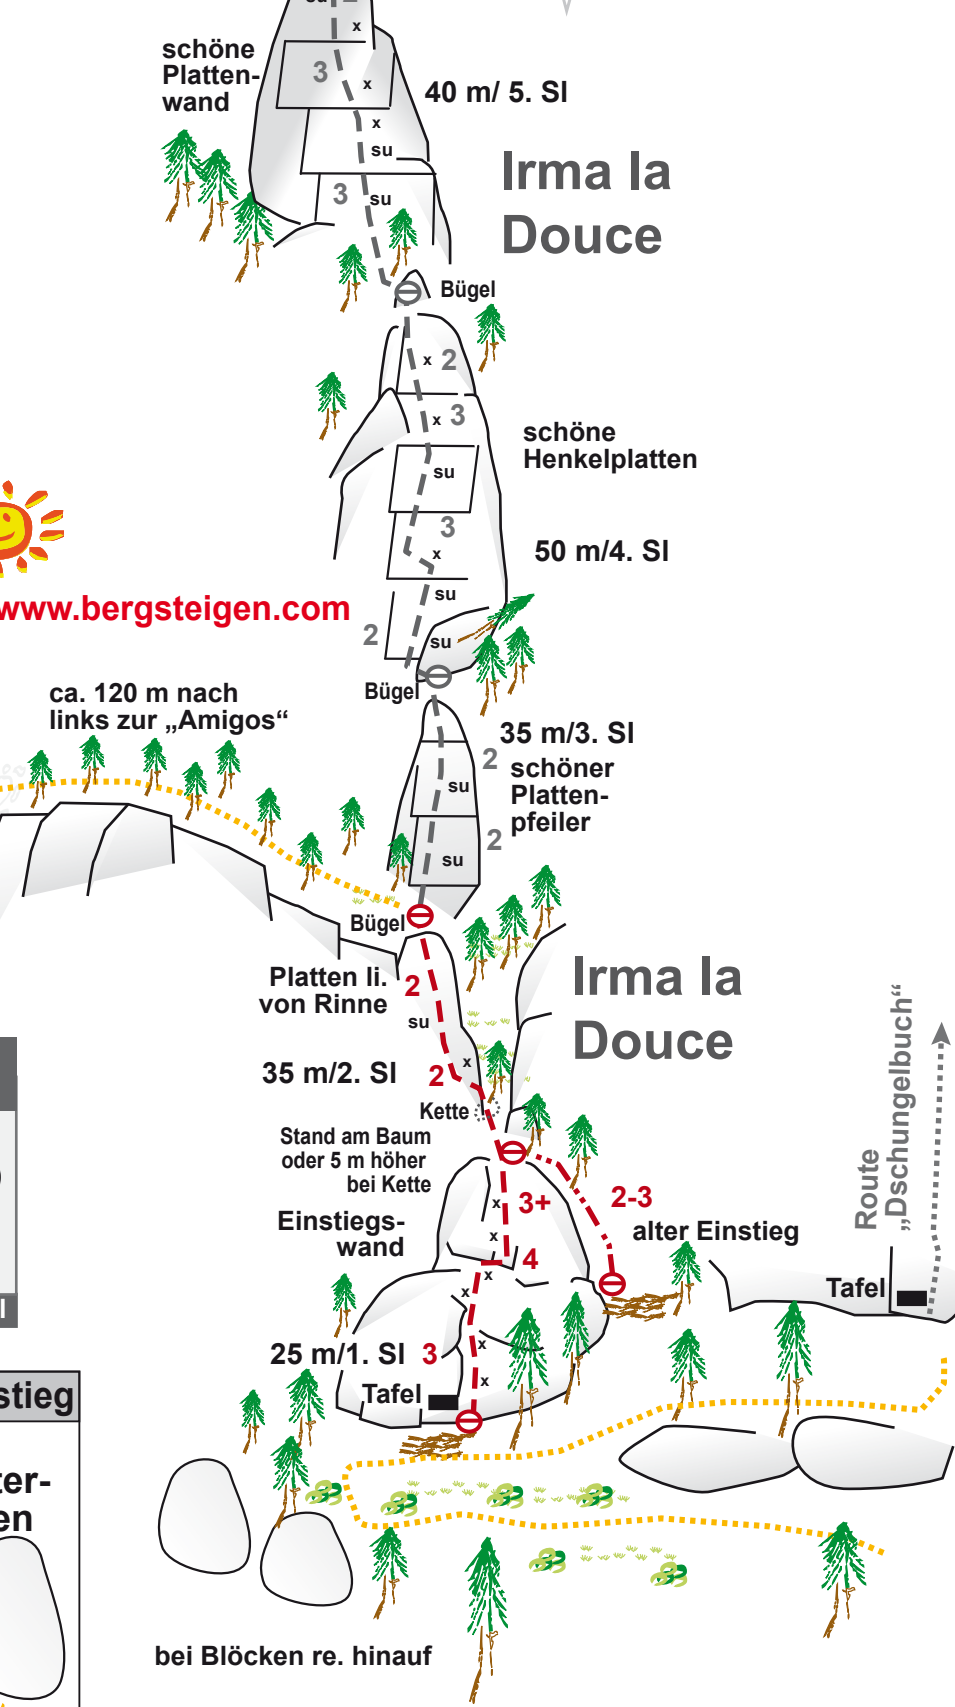 su 2
x
schöne
Platten-
wand
3
x
40 m/ 5. Sl
x
su
3
su
Irma la
Douce
Bügel
x 2
x 3
schöne
Henkelplatten
su
3
x
50 m/4. Sl
su
www.bergsteigen.com
2
su
Bügel
ca. 120 m nach
links zur „Amigos“
35 m/3. Sl
2
schöner
Platten-
pfeiler
su
2
su
Bügel
Platten li.
von Rinne
2
su
Irma la
Douce
x
35 m/2. Sl
2
Kette
Stand am Baum
oder 5 m höher
bei Kette
Route
„Dschungelbuch“
x
3+
2-3
Einstiegs-
wand
x
alter Einstieg
4
x
x
Tafel
l
x
25 m/1. Sl
3
x
Tafel
stieg
ter-
en
bei Blöcken re. hinauf